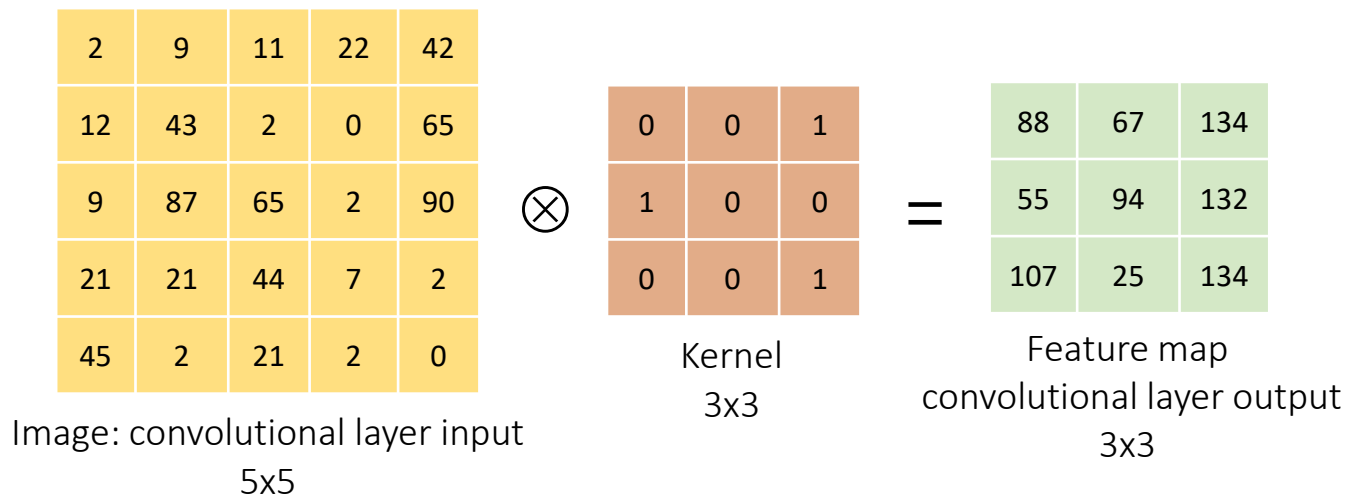 2 9 11 22 42
12 43 2 0 65
9 87 65 2 90
21 21 44 7 2
45 2 21 2 0
Image: convolutional layer input
5x5
⊗
0 0 1
1 0 0
0 0 1
Kernel
3x3
=
88 67 134
55 94 132
107 25 134
Feature map
convolutional layer output
3x3